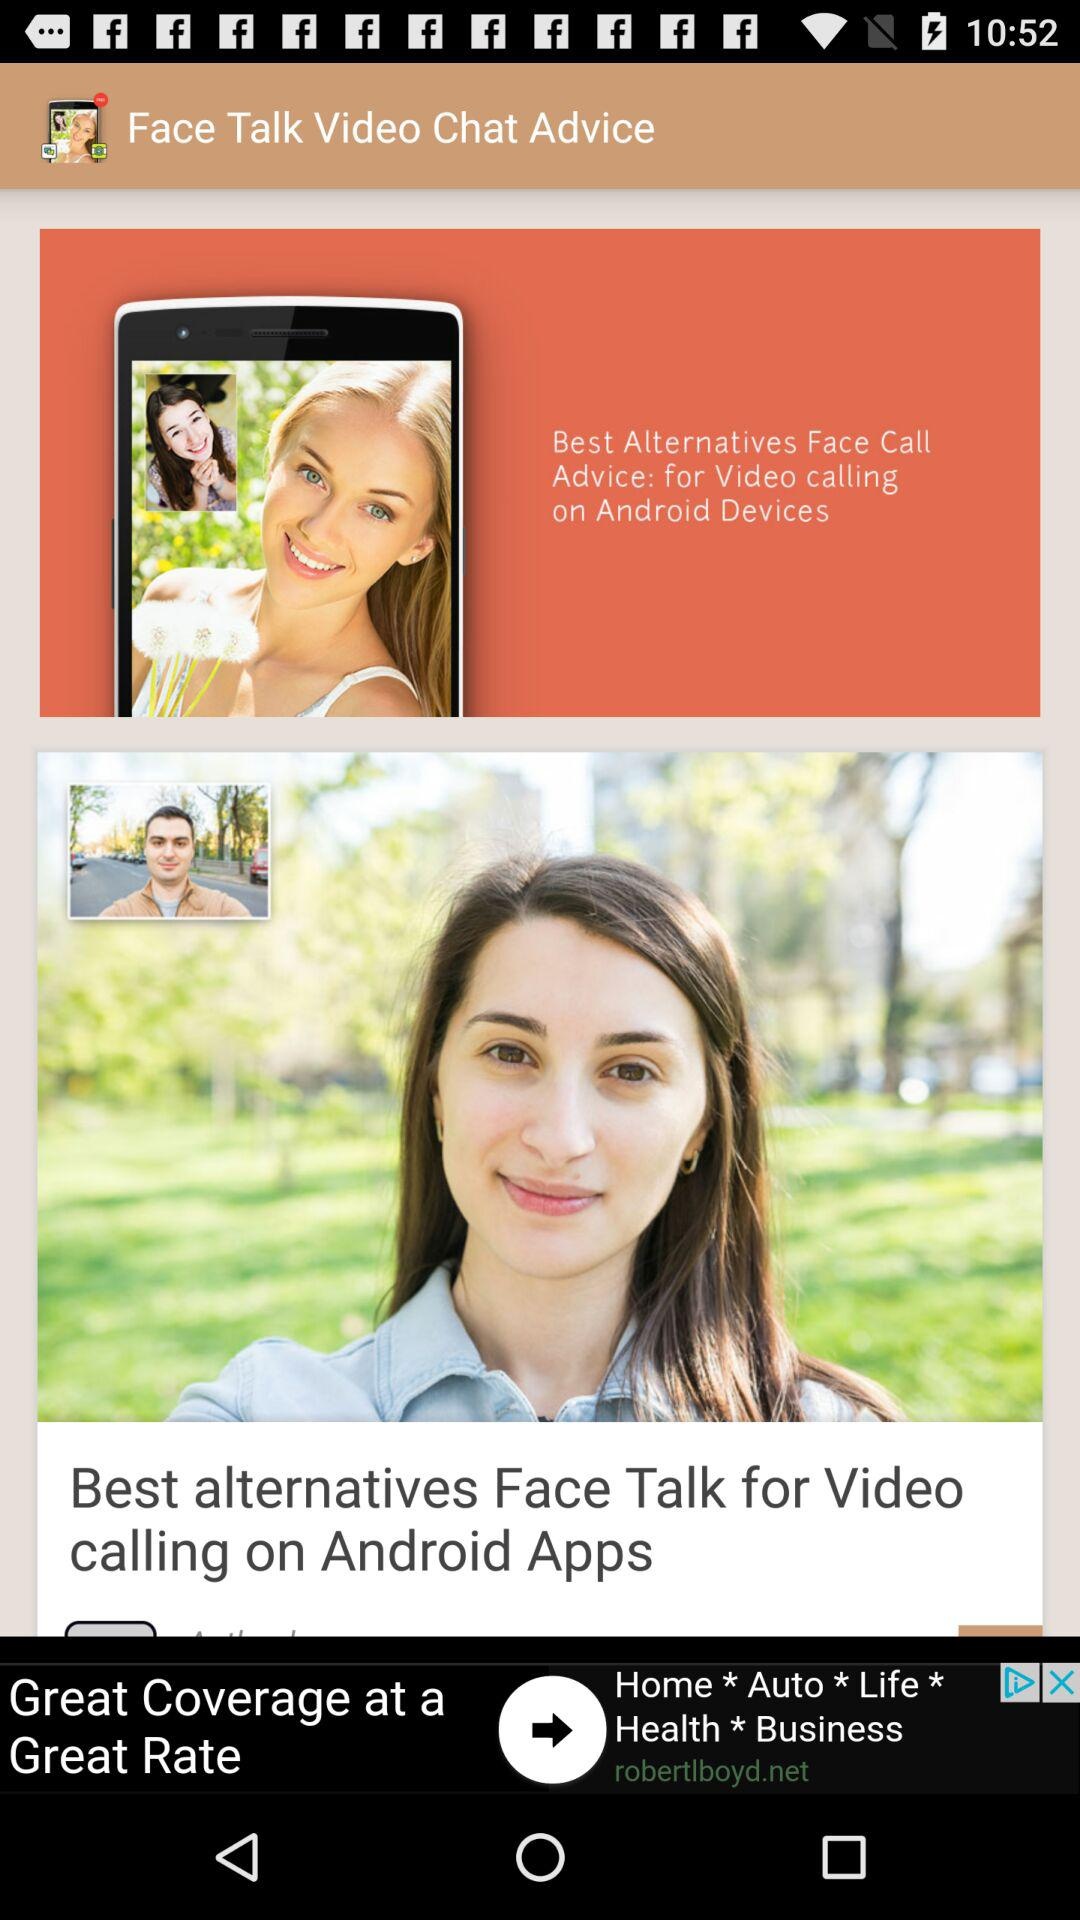 10:52
Face Talk Video Chat Advice
Best Alternatives Face Call
Advice: for Video calling
on Android Devices
Best alternatives Face Talk for Video
calling on Android Apps
Great Coverage at a
Great Rate
Home * Auto * Life *
Health * Business
robertlboyd.net